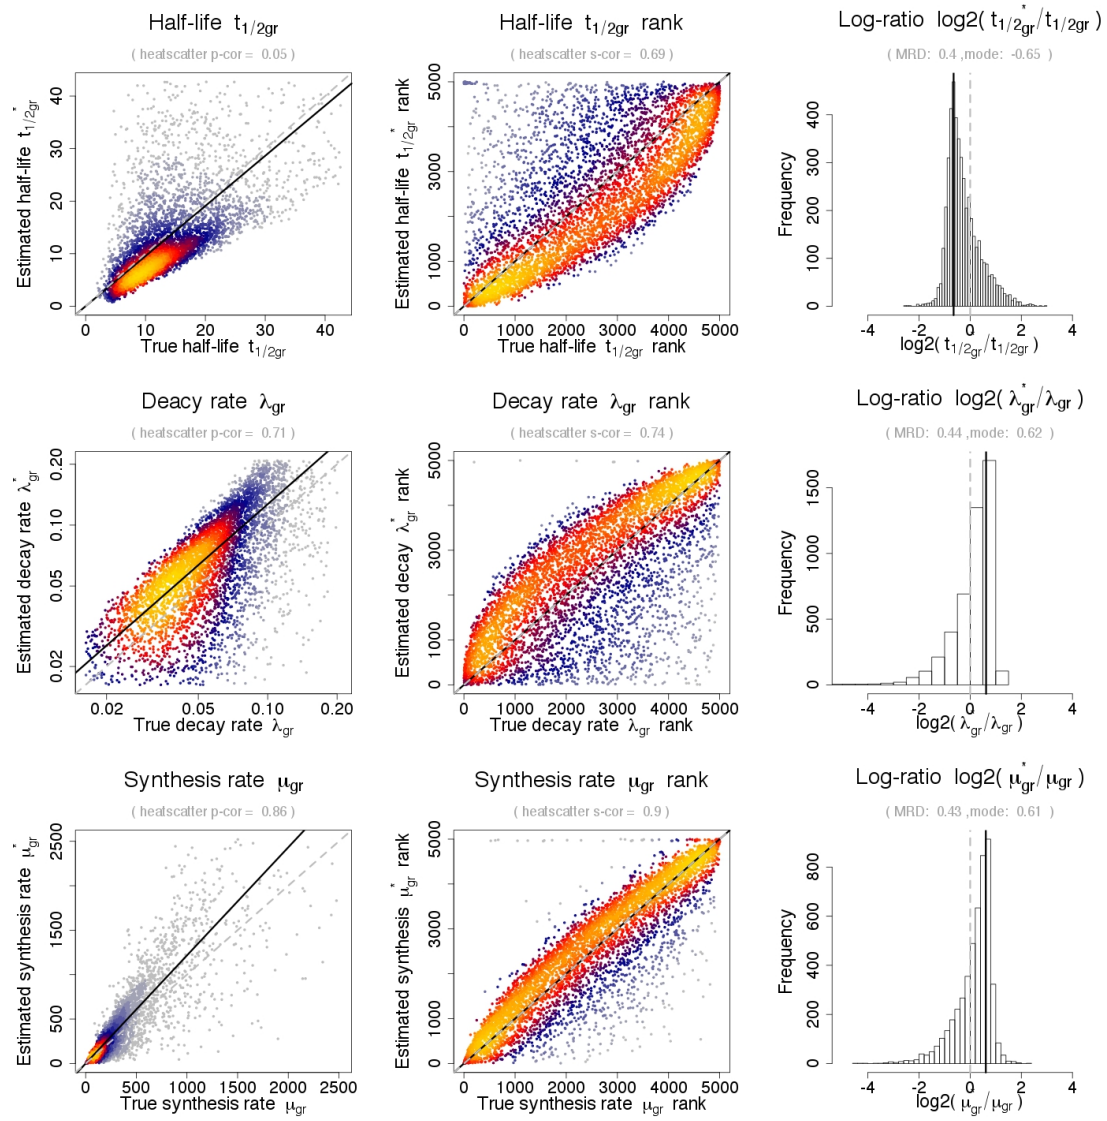 Half-life t1/2gr
( heatscatter p-cor = 0.05 )
Estimated half-life t*1/2gr
0 10 20 30 40
0 10 20 30 40
True half-life t1/2gr
Half-life t1/2gr rank
( heatscatter s-cor = 0.69 )
Estimated half-life t*1/2gr rank
0 1000 3000 5000
0 1000 2000 3000 4000 5000
True half-life t1/2gr rank
Log-ratio log2( t*1/2gr/t1/2gr )
( MRD: 0.4 ,mode: -0.65 )
Frequency
0 100 200 300 400
-4 -2 0 2 4
log2( t1/2gr/t1/2gr )
Deacy rate λgr
( heatscatter p-cor = 0.71 )
Estimated decay rate λ*gr
0.02 0.05 0.10 0.20
0.02 0.05 0.10 0.20
True decay rate λgr
Decay rate λgr rank
( heatscatter s-cor = 0.74 )
Estimated decay λ*gr rank
0 1000 3000 5000
0 1000 2000 3000 4000 5000
True decay rate λgr rank
Log-ratio log2( λ*gr/λgr )
( MRD: 0.44 ,mode: 0.62 )
Frequency
0 500 1000 1500
-4 -2 0 2 4
log2( λgr/λgr )
Synthesis rate μgr
( heatscatter p-cor = 0.86 )
Estimated synthesis rate μ*gr
0 500 1500 2500
0 500 1000 1500 2000 2500
True synthesis rate μgr
Synthesis rate μgr rank
( heatscatter s-cor = 0.9 )
Estimated synthesis μ*gr rank
0 1000 3000 5000
0 1000 2000 3000 4000 5000
True synthesis rate μgr rank
Log-ratio log2( μ*gr/μgr )
( MRD: 0.43 ,mode: 0.61 )
Frequency
0 200 400 600 800
-4 -2 0 2 4
log2( μgr/μgr )